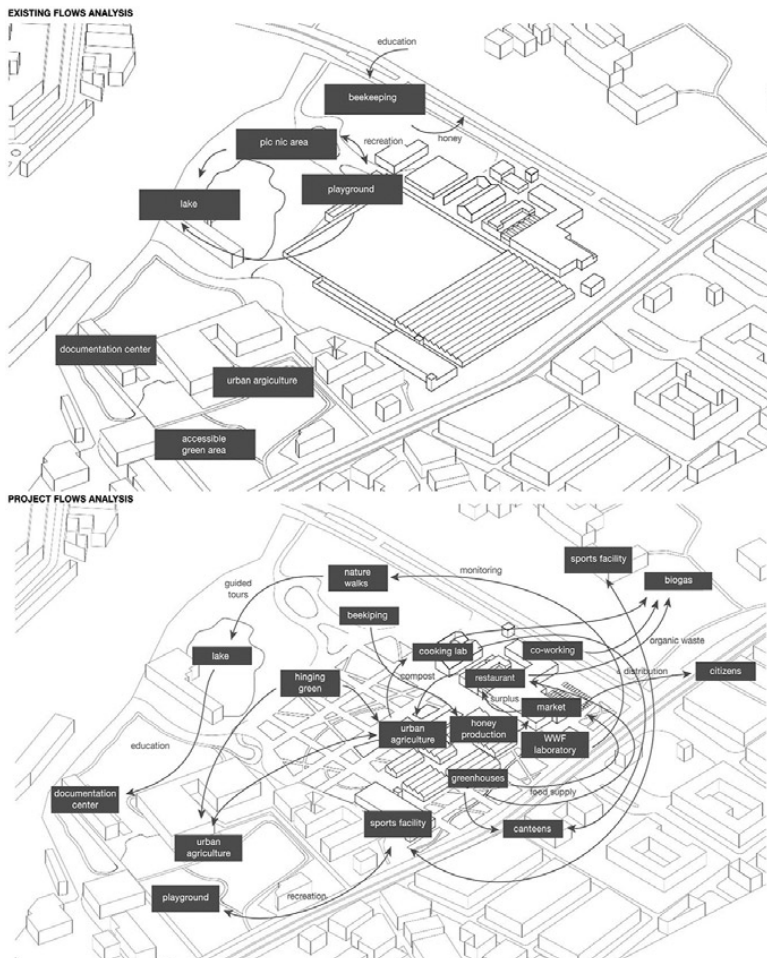 EXISTING FLOWS ANALYSIS
education
beekeeping
honey
pic nic area
recreation
playground
lake
documentation center
urban argiculture
accessible
green area
PROJECT FLOWS ANALYSIS
sports facility
monitoring
nature
walks
biogas
guided
tours
beekiping
organic waste
cooking lab
co-working
lake
compost
restaurant
distribution
citizens
hinging
green
surplus
market
urban
agriculture
honey
production
WWF
laboratory
education
greenhouses
food supply
documentation
center
sports facility
canteens
urban
agriculture
playground
recreation